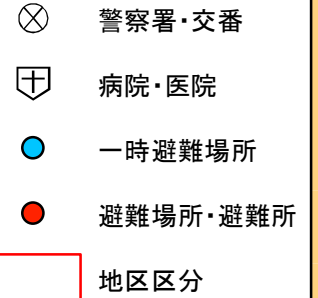 警察署・交番
病院・医院
一時避難場所
避難場所・避難所
地区区分